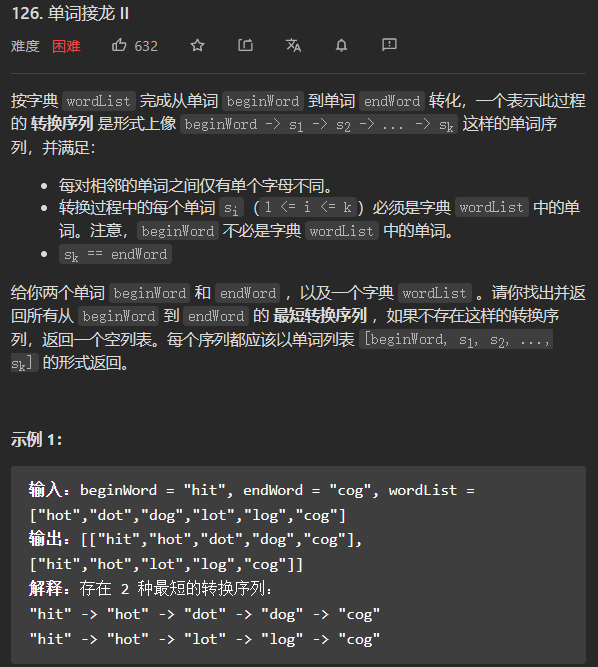 126. 单词接龙 II
难度 困难 632
按字典 wordList 完成从单词 beginWord 到单词 endWord 转化，一个表示此过程
的 转换序列 是形式上像 beginWord -> s1 -> s2 -> ... -> sk 这样的单词序
列，并满足：
每对相邻的单词之间仅有单个字母不同。
转换过程中的每个单词 si（1 <= i <= k）必须是字典 wordList 中的单
词。注意，beginWord 不必是字典 wordList 中的单词。
sk == endWord
给你两个单词 beginWord 和 endWord ，以及一个字典 wordList 。请你找出并返
回所有从 beginWord 到 endWord 的 最短转换序列 ，如果不存在这样的转换序
列，返回一个空列表。每个序列都应该以单词列表 [beginWord, s1, s2, ...,
sk] 的形式返回。
示例 1：
输入：beginWord = "hit", endWord = "cog", wordList =
["hot","dot","dog","lot","log","cog"]
输出：[["hit","hot","dot","dog","cog"],
["hit","hot","lot","log","cog"]]
解释：存在 2 种最短的转换序列：
"hit" -> "hot" -> "dot" -> "dog" -> "cog"
"hit" -> "hot" -> "lot" -> "log" -> "cog"